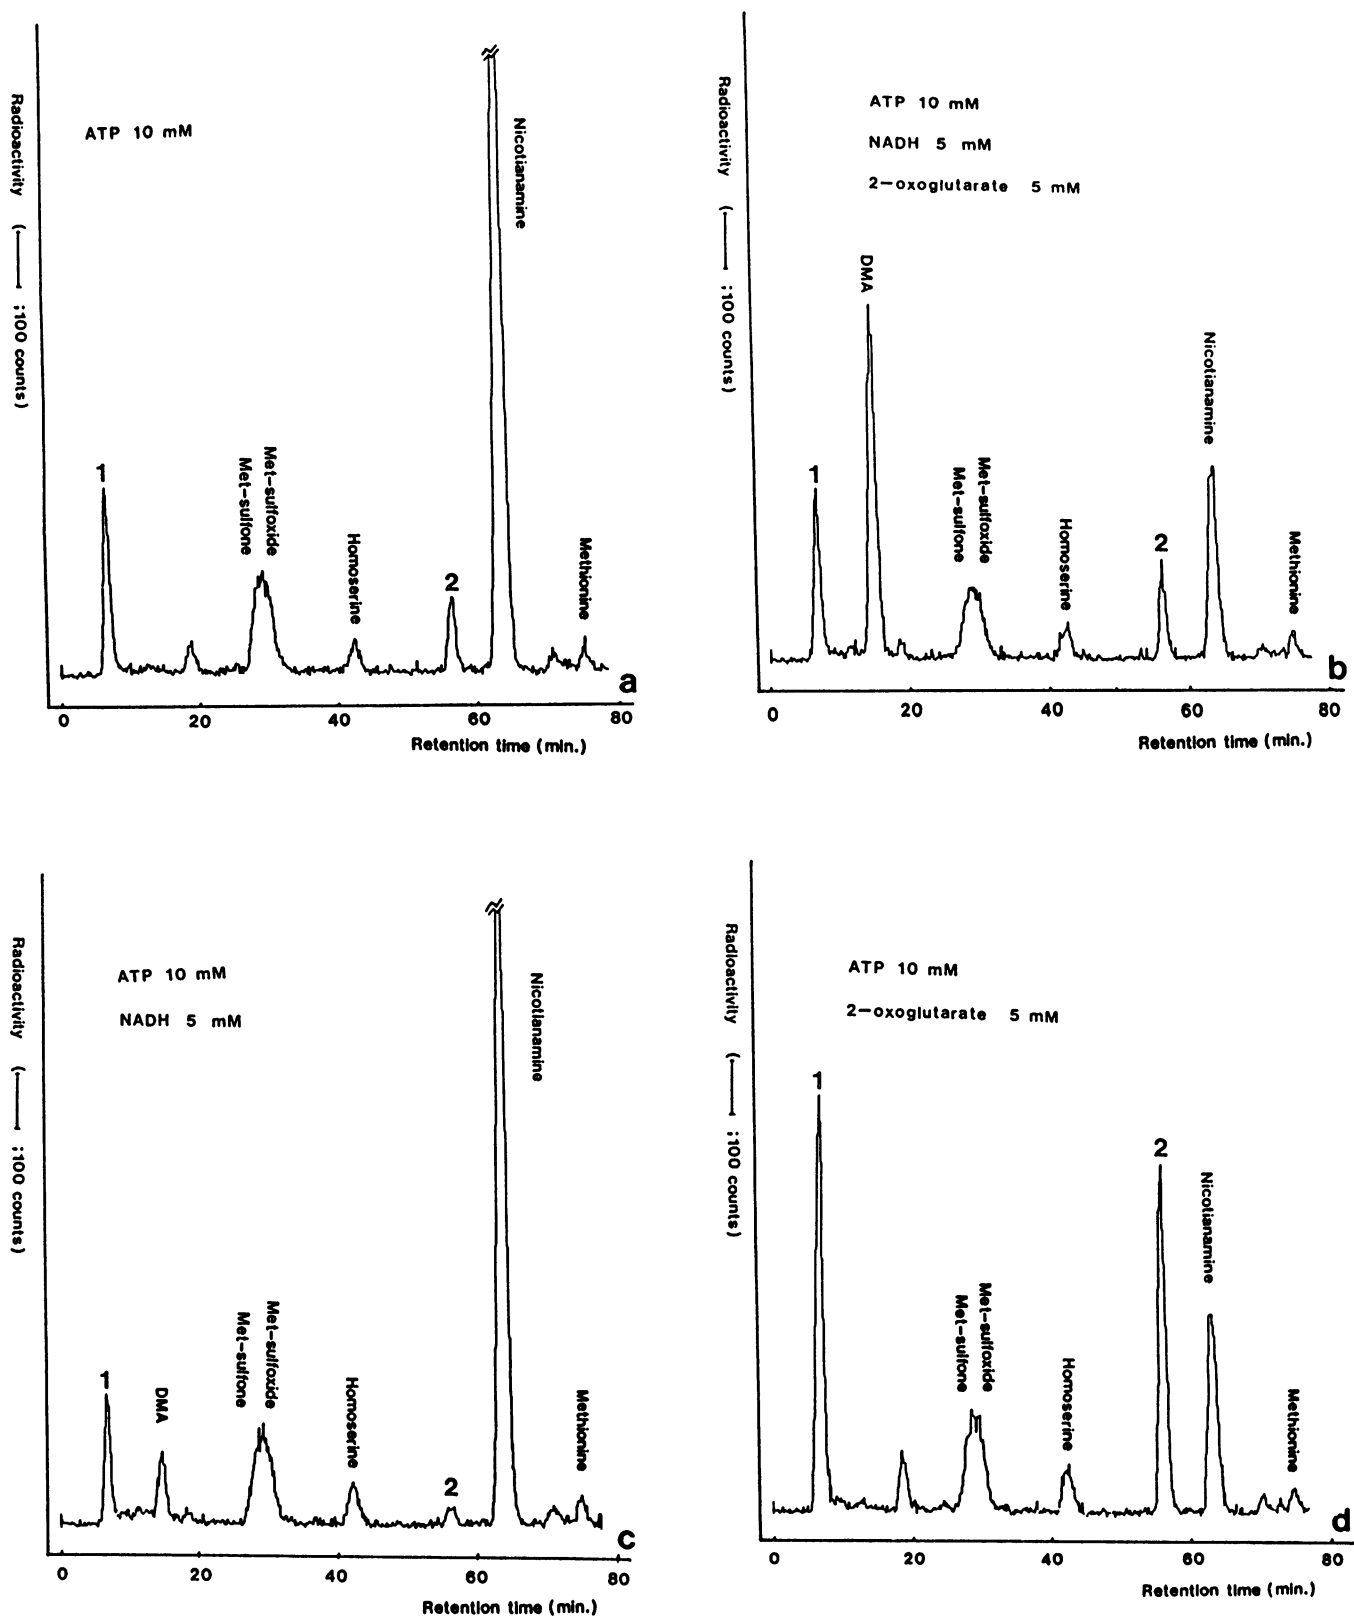 ATP 10 mM
Radioactivity ( ;100 counts)
1
Met-sulfone
Met-sulfoxide
Homoserine
2
Nicotianamine
Methionine
a
0 20 40 60 80
Retention time (min.)
ATP 10 mM
NADH 5 mM
2-oxoglutarate 5 mM
Radioactivity ( ;100 counts)
1
DMA
Met-sulfone
Met-sulfoxide
Homoserine
2
Nicotianamine
Methionine
b
0 20 40 60 80
Retention time (min.)
ATP 10 mM
NADH 5 mM
Radioactivity ( ;100 counts)
1
DMA
Met-sulfone
Met-sulfoxide
Homoserine
2
Nicotianamine
Methionine
c
0 20 40 60 80
Retention time (min.)
ATP 10 mM
2-oxoglutarate 5 mM
Radioactivity ( ;100 counts)
1
Met-sulfone
Met-sulfoxide
Homoserine
2
Nicotianamine
Methionine
d
0 20 40 60 80
Retention time (min.)